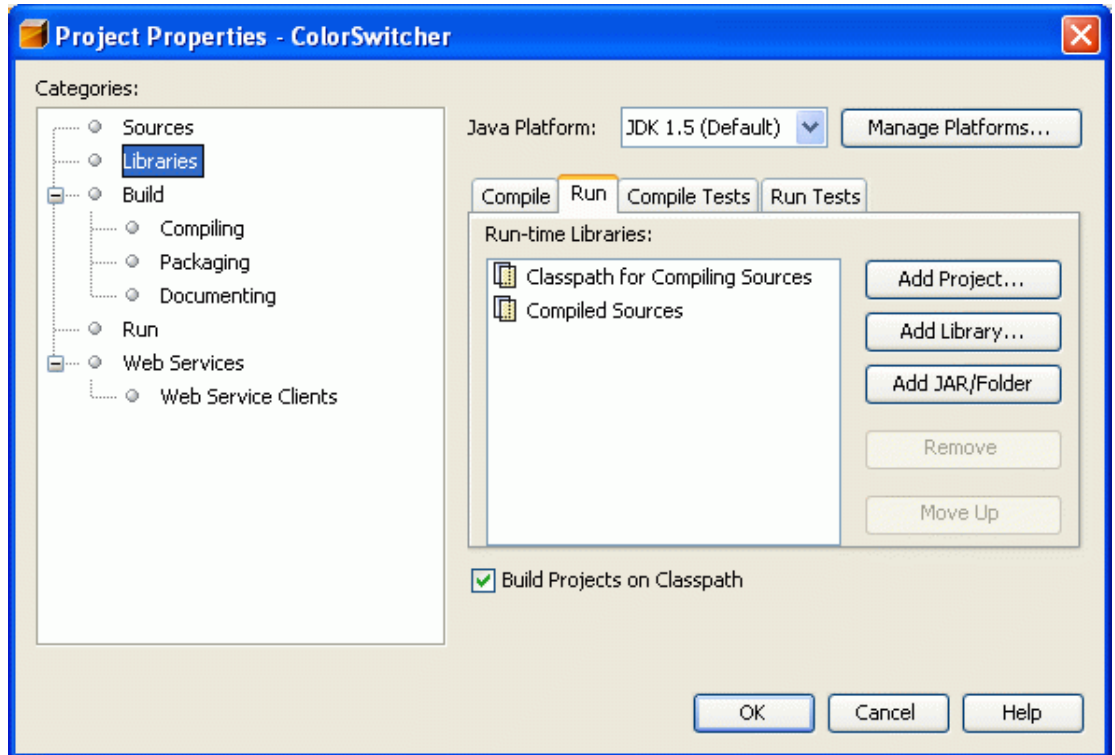 Project Properties - ColorSwitcher
Categories:
Sources
Libraries
Build
Compiling
Packaging
Documenting
Run
Web Services
Web Service Clients
Java Platform: JDK 1.5 (Default) Manage Platforms...
Compile Run Compile Tests Run Tests
Run-time Libraries:
Classpath for Compiling Sources
Compiled Sources
Add Project...
Add Library...
Add JAR/Folder
Remove
Move Up
Build Projects on Classpath
OK Cancel Help